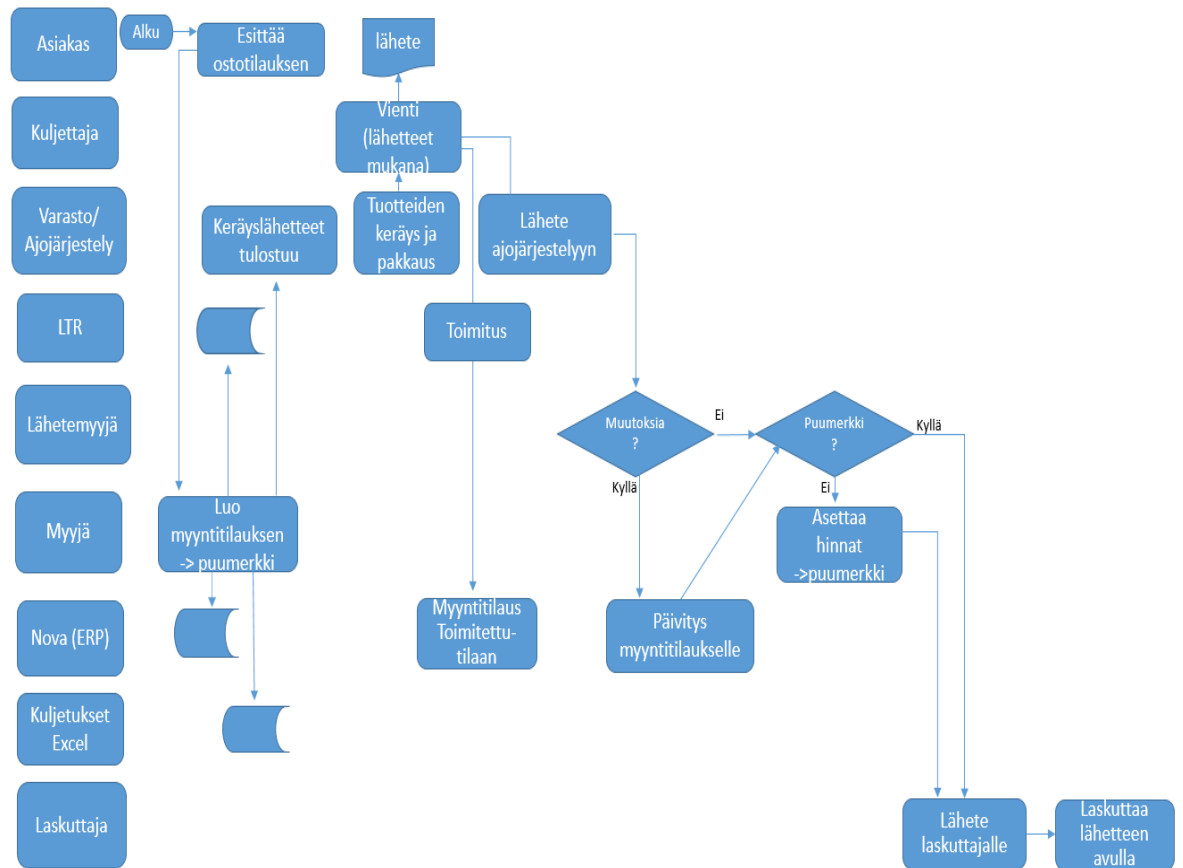 Asiakas
Alku
Esittää
ostotilauksen
lähete
Kuljettaja
Vienti
(lähetteet
mukana)
Varasto/
Ajojärjestely
Keräyslähetteet
tulostuu
Tuotteiden
keräys ja
pakkaus
Lähete
ajojärjestelyyn
LTR
Toimitus
Lähetemyyjä
Muutoksia
?
Ei
Puumerkki
?
Kyllä
Kyllä
Ei
Myyjä
Luo
myyntitilauksen
-> puumerkki
Asettaa
hinnat
->puumerkki
Nova (ERP)
Myyntitilaus
Toimitettu-
tilaan
Päivitys
myyntitilaukselle
Kuljetukset
Excel
Laskuttaja
Lähete
laskuttajalle
Laskuttaa
lähetteen
avulla